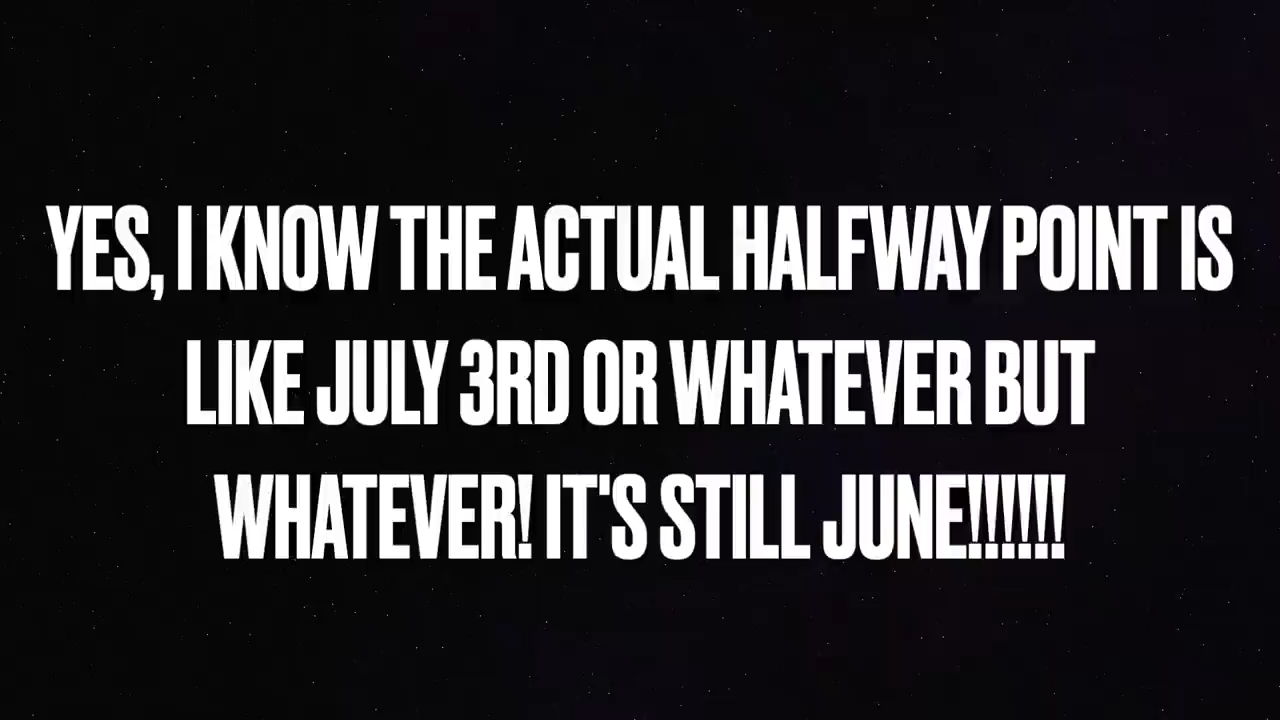 YES, I KNOW THE ACTUAL HALFWAY POINT IS
LIKE JULY 3RD OR WHATEVER BUT
WHATEVER! IT'S STILL JUNE!!!!!!